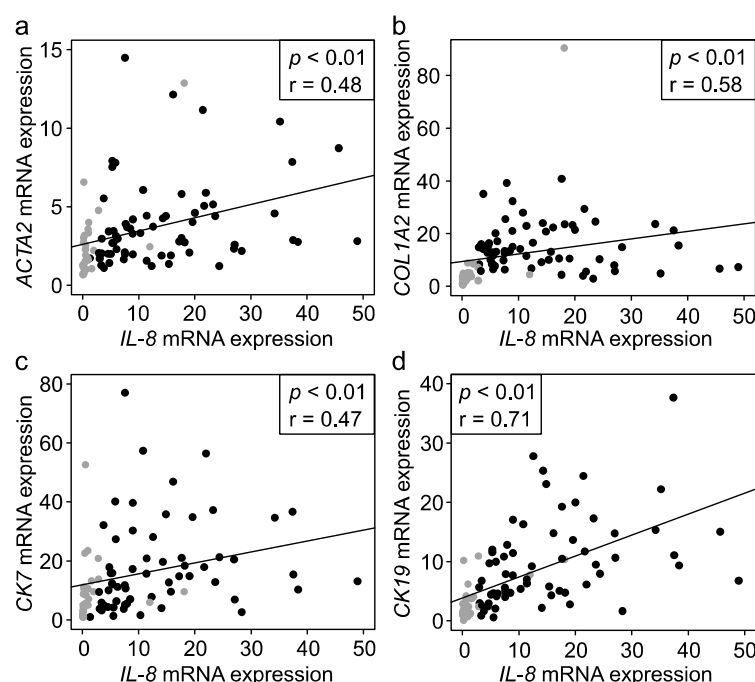 a
ACTA2 mRNA expression
15
10
5
0
p < 0.01
r = 0.48
0 10 20 30 40 50
IL-8 mRNA expression
b
COL1A2 mRNA expression
80
60
40
20
0
p < 0.01
r = 0.58
0 10 20 30 40 50
IL-8 mRNA expression
c
CK7 mRNA expression
80
60
40
20
0
p < 0.01
r = 0.47
0 10 20 30 40 50
IL-8 mRNA expression
d
CK19 mRNA expression
40
30
20
10
0
p < 0.01
r = 0.71
0 10 20 30 40 50
IL-8 mRNA expression